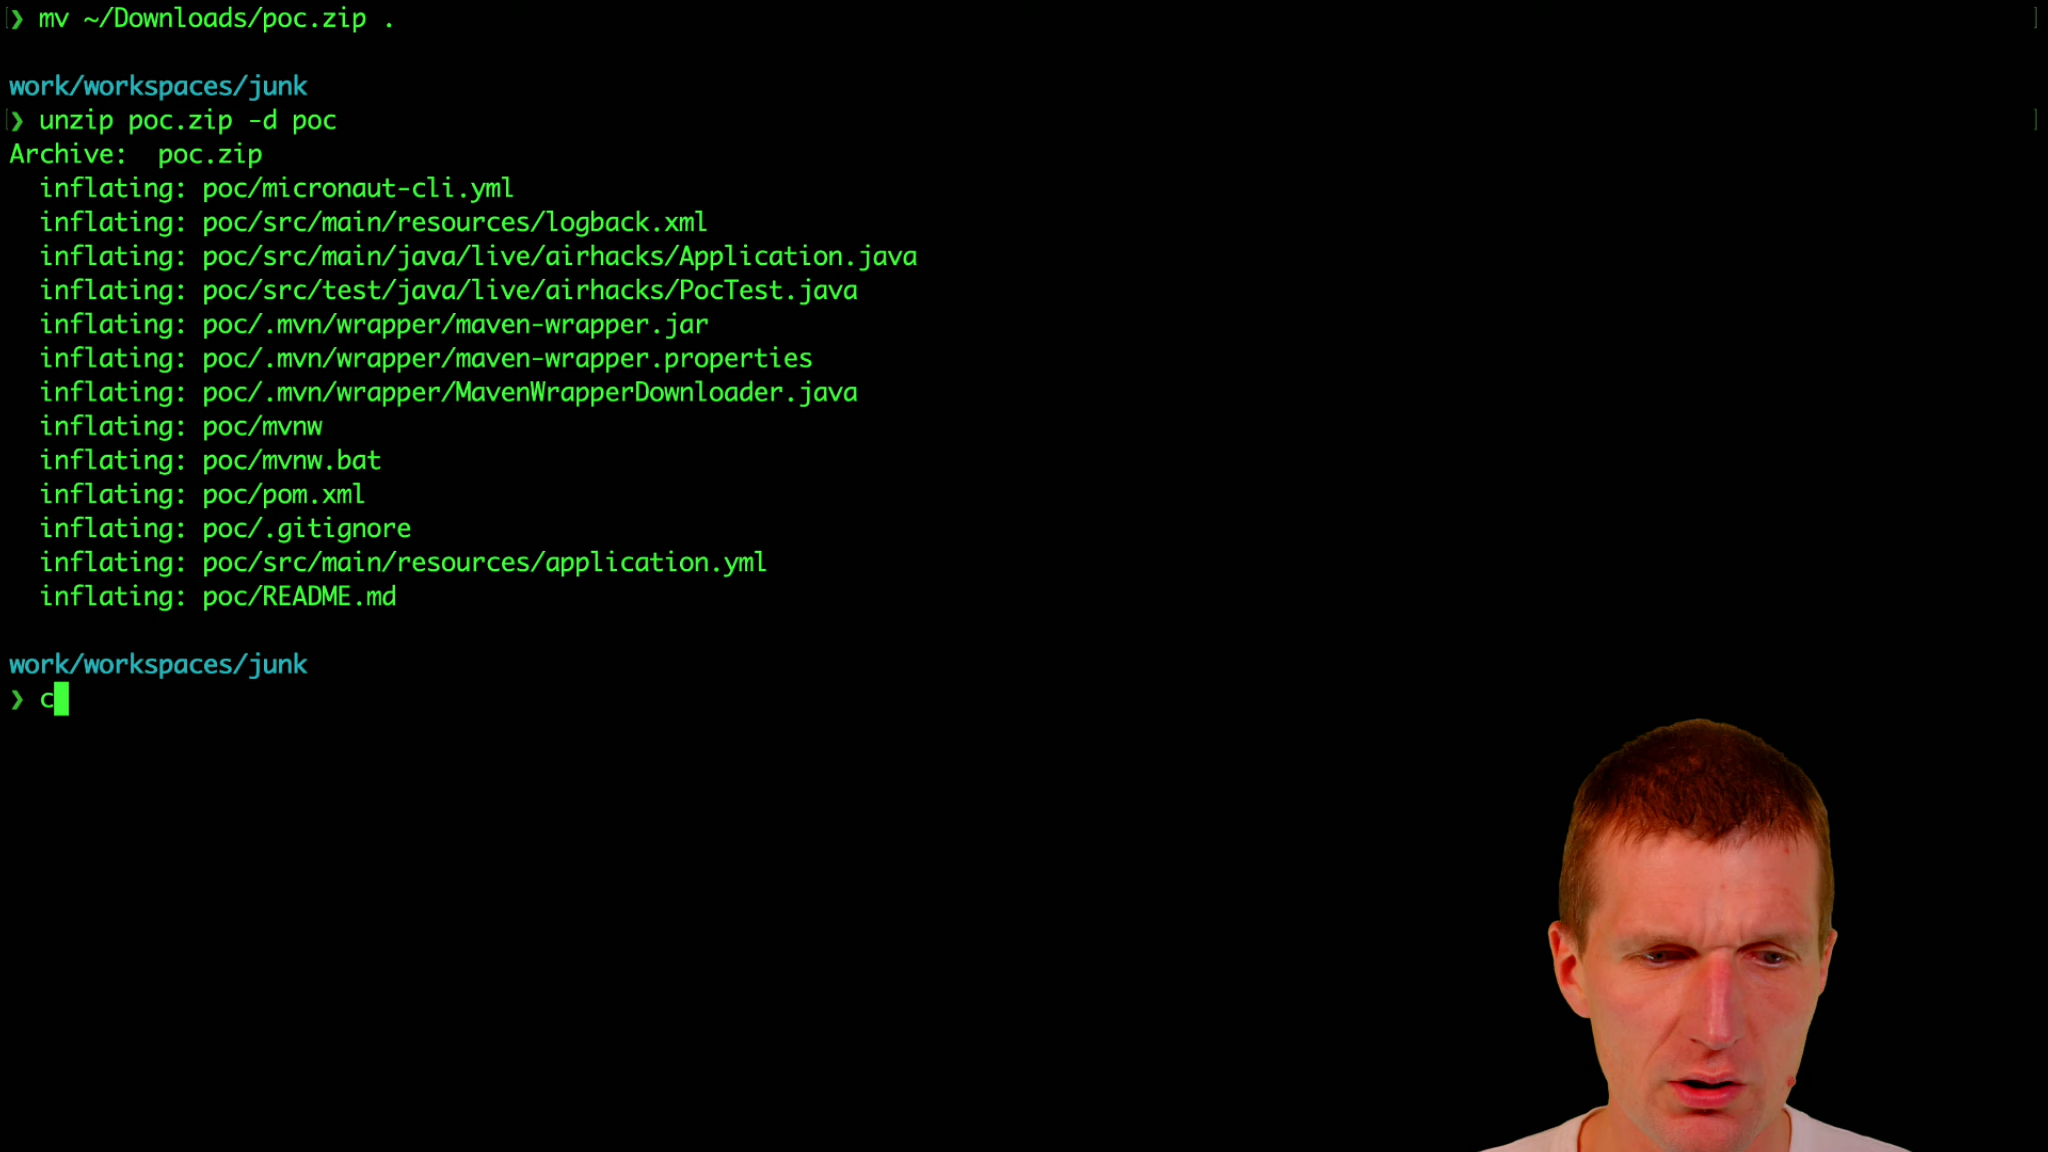 ❯ mv ~/Downloads/poc.zip .
work/workspaces/junk
❯ unzip poc.zip -d poc
Archive:  poc.zip
  inflating: poc/micronaut-cli.yml
  inflating: poc/src/main/resources/logback.xml
  inflating: poc/src/main/java/live/airhacks/Application.java
  inflating: poc/src/test/java/live/airhacks/PocTest.java
  inflating: poc/.mvn/wrapper/maven-wrapper.jar
  inflating: poc/.mvn/wrapper/maven-wrapper.properties
  inflating: poc/.mvn/wrapper/MavenWrapperDownloader.java
  inflating: poc/mvnw
  inflating: poc/mvnw.bat
  inflating: poc/pom.xml
  inflating: poc/.gitignore
  inflating: poc/src/main/resources/application.yml
  inflating: poc/README.md
work/workspaces/junk
❯ c